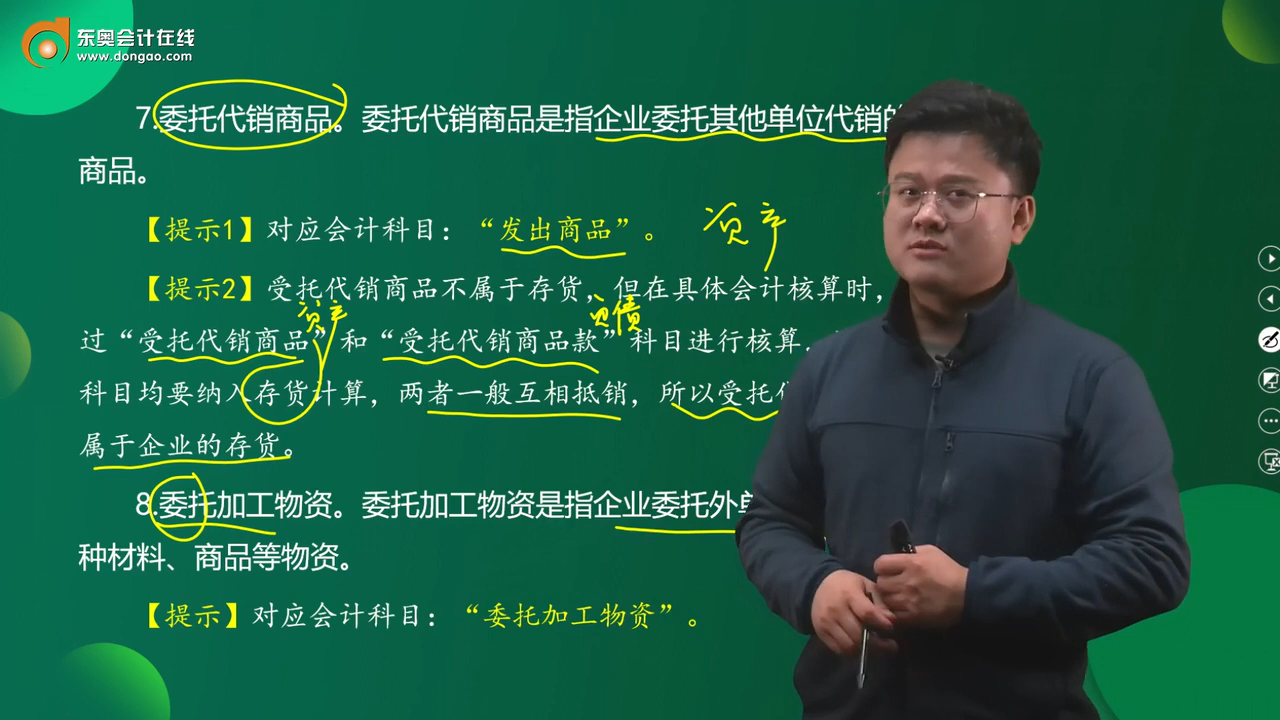 东奥会计在线
www.dongao.com
7.委托代销商品。委托代销商品是指企业委托其他单位代销的
商品。
【提示1】对应会计科目：“发出商品”。 资产
【提示2】受托代销商品不属于存货，但在具体会计核算时，
资产 负债
过“受托代销商品”和“受托代销商品款”科目进行核算，
科目均要纳入存货计算，两者一般互相抵销，所以受托代
属于企业的存货。
8.委托加工物资。委托加工物资是指企业委托外单
种材料、商品等物资。
【提示】对应会计科目：“委托加工物资”。